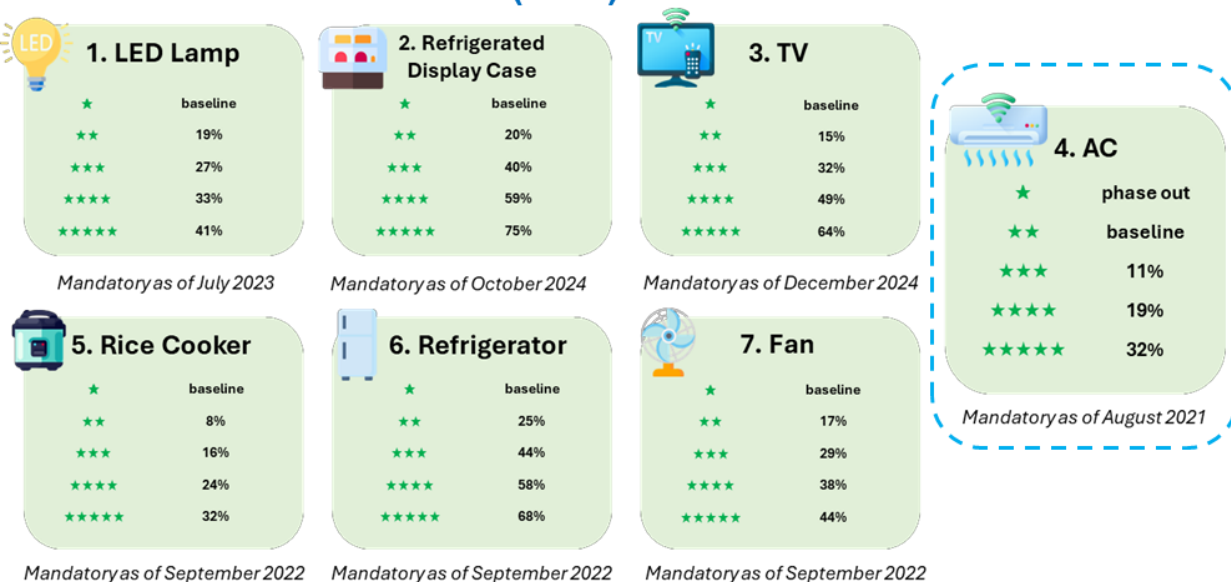 LED
1. LED Lamp
★ baseline
★★ 19%
★★★ 27%
★★★★ 33%
★★★★★ 41%
Mandatory as of July 2023
2. Refrigerated
Display Case
★ baseline
★★ 20%
★★★ 40%
★★★★ 59%
★★★★★ 75%
Mandatory as of October 2024
TV
3. TV
★ baseline
★★ 15%
★★★ 32%
★★★★ 49%
★★★★★ 64%
Mandatory as of December 2024
4. AC
★ phase out
★★ baseline
★★★ 11%
★★★★ 19%
★★★★★ 32%
Mandatory as of August 2021
5. Rice Cooker
★ baseline
★★ 8%
★★★ 16%
★★★★ 24%
★★★★★ 32%
Mandatory as of September 2022
6. Refrigerator
★ baseline
★★ 25%
★★★ 44%
★★★★ 58%
★★★★★ 68%
Mandatory as of September 2022
7. Fan
★ baseline
★★ 17%
★★★ 29%
★★★★ 38%
★★★★★ 44%
Mandatory as of September 2022